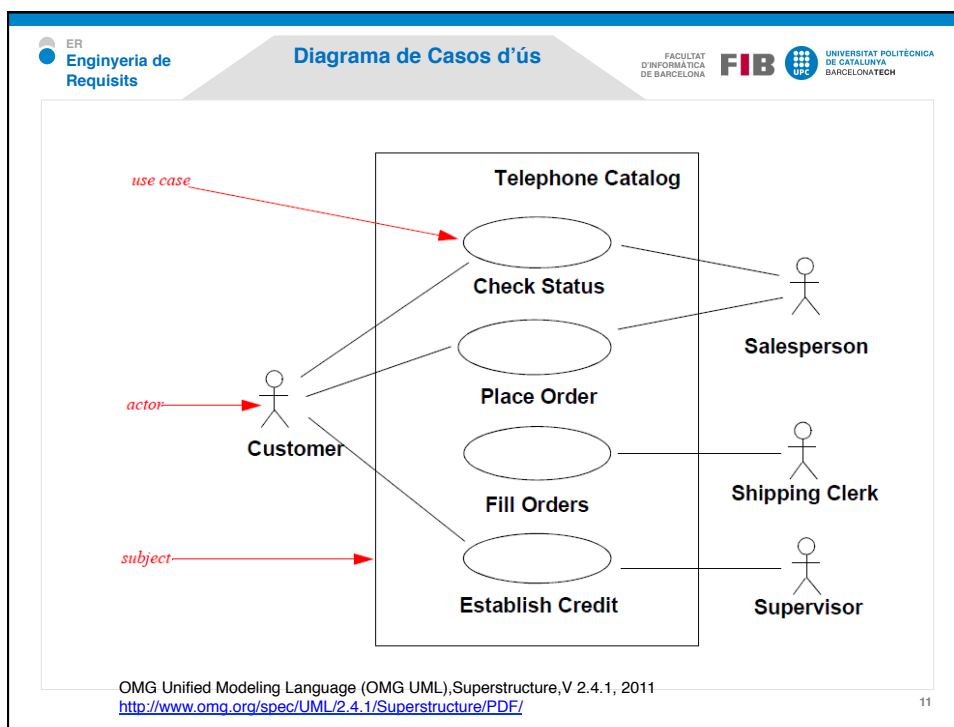 ER
Enginyeria de
Requisits
Diagrama de Casos d'ús
FACULTAT
D'INFORMÀTICA
DE BARCELONA
FIB
UPC
UNIVERSITAT POLITÈCNICA
DE CATALUNYA
BARCELONATECH
use case
Telephone Catalog
Check Status
Salesperson
Place Order
actor
Customer
Fill Orders
Shipping Clerk
subject
Establish Credit
Supervisor
OMG Unified Modeling Language (OMG UML),Superstructure,V 2.4.1, 2011
http://www.omg.org/spec/UML/2.4.1/Superstructure/PDF/
11